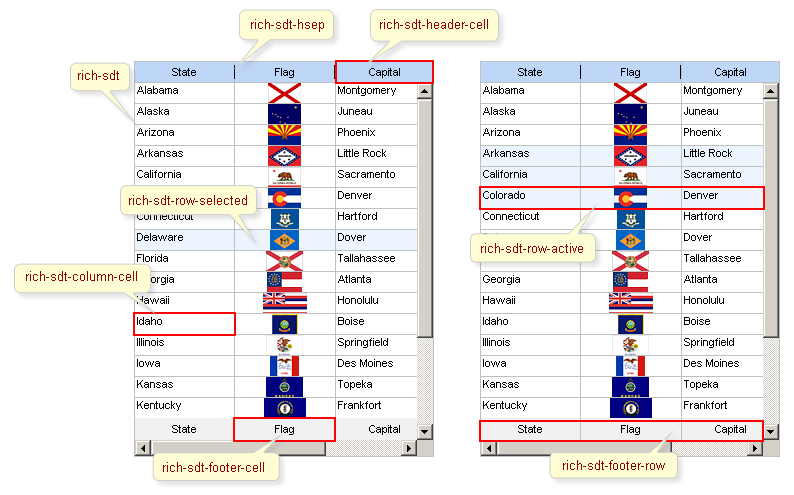 rich-sdt-hsep
rich-sdt-header-cell
rich-sdt
State Flag Capital
Alabama Montgomery
Alaska Juneau
Arizona Phoenix
Arkansas Little Rock
California Sacramento
Denver
rich-sdt-row-selected
Connecticut Hartford
Delaware Dover
Florida Tallahassee
rich-sdt-column-cell
Georgia Atlanta
Hawaii Honolulu
Idaho Boise
Illinois Springfield
Iowa Des Moines
Kansas Topeka
Kentucky Frankfort
State Flag Capital
rich-sdt-footer-cell
State Flag Capital
Alabama Montgomery
Alaska Juneau
Arizona Phoenix
Arkansas Little Rock
California Sacramento
Colorado Denver
Connecticut Hartford
Dover
rich-sdt-row-active
Tallahassee
Georgia Atlanta
Hawaii Honolulu
Idaho Boise
Illinois Springfield
Iowa Des Moines
Kansas Topeka
Kentucky Frankfort
State Flag Capital
rich-sdt-footer-row